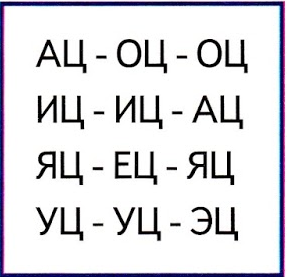 АЦ - ОЦ - ОЦ
ИЦ - ИЦ - АЦ
ЯЦ - ЕЦ - ЯЦ
УЦ - УЦ - ЭЦ